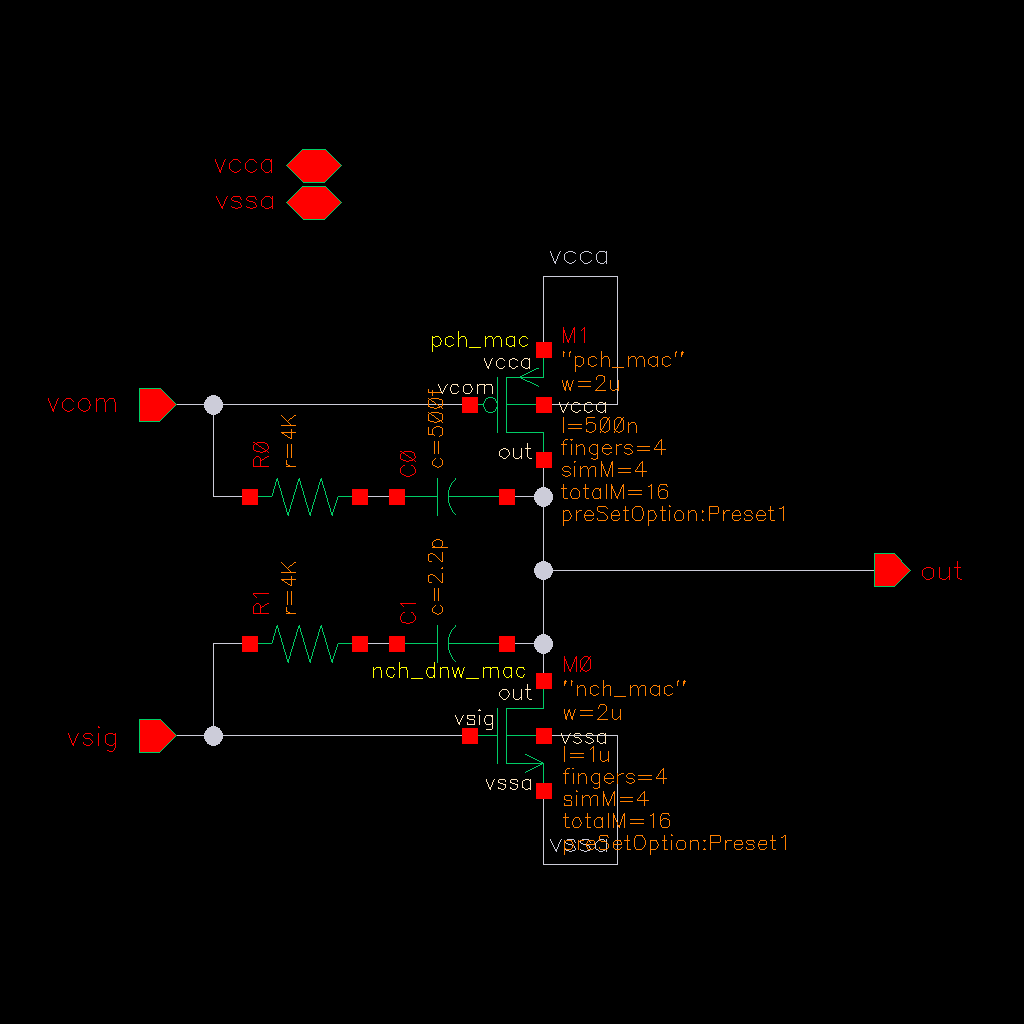 vcca
vssa
vcca
pch_mac
M1
vcca
"pch_mac"
vcom
w=2u
vcom
vcca
l=500n
out
fingers=4
simM=4
totalM=16
preSetOption:Preset1
R0
r=4K
C0
c=500f
out
R1
r=4K
C1
c=2.2p
nch_dnw_mac
M0
out
"nch_mac"
vsig
w=2u
vsig
vssa
l=1u
vssa
fingers=4
simM=4
totalM=16
vssa
preSetOption:Preset1